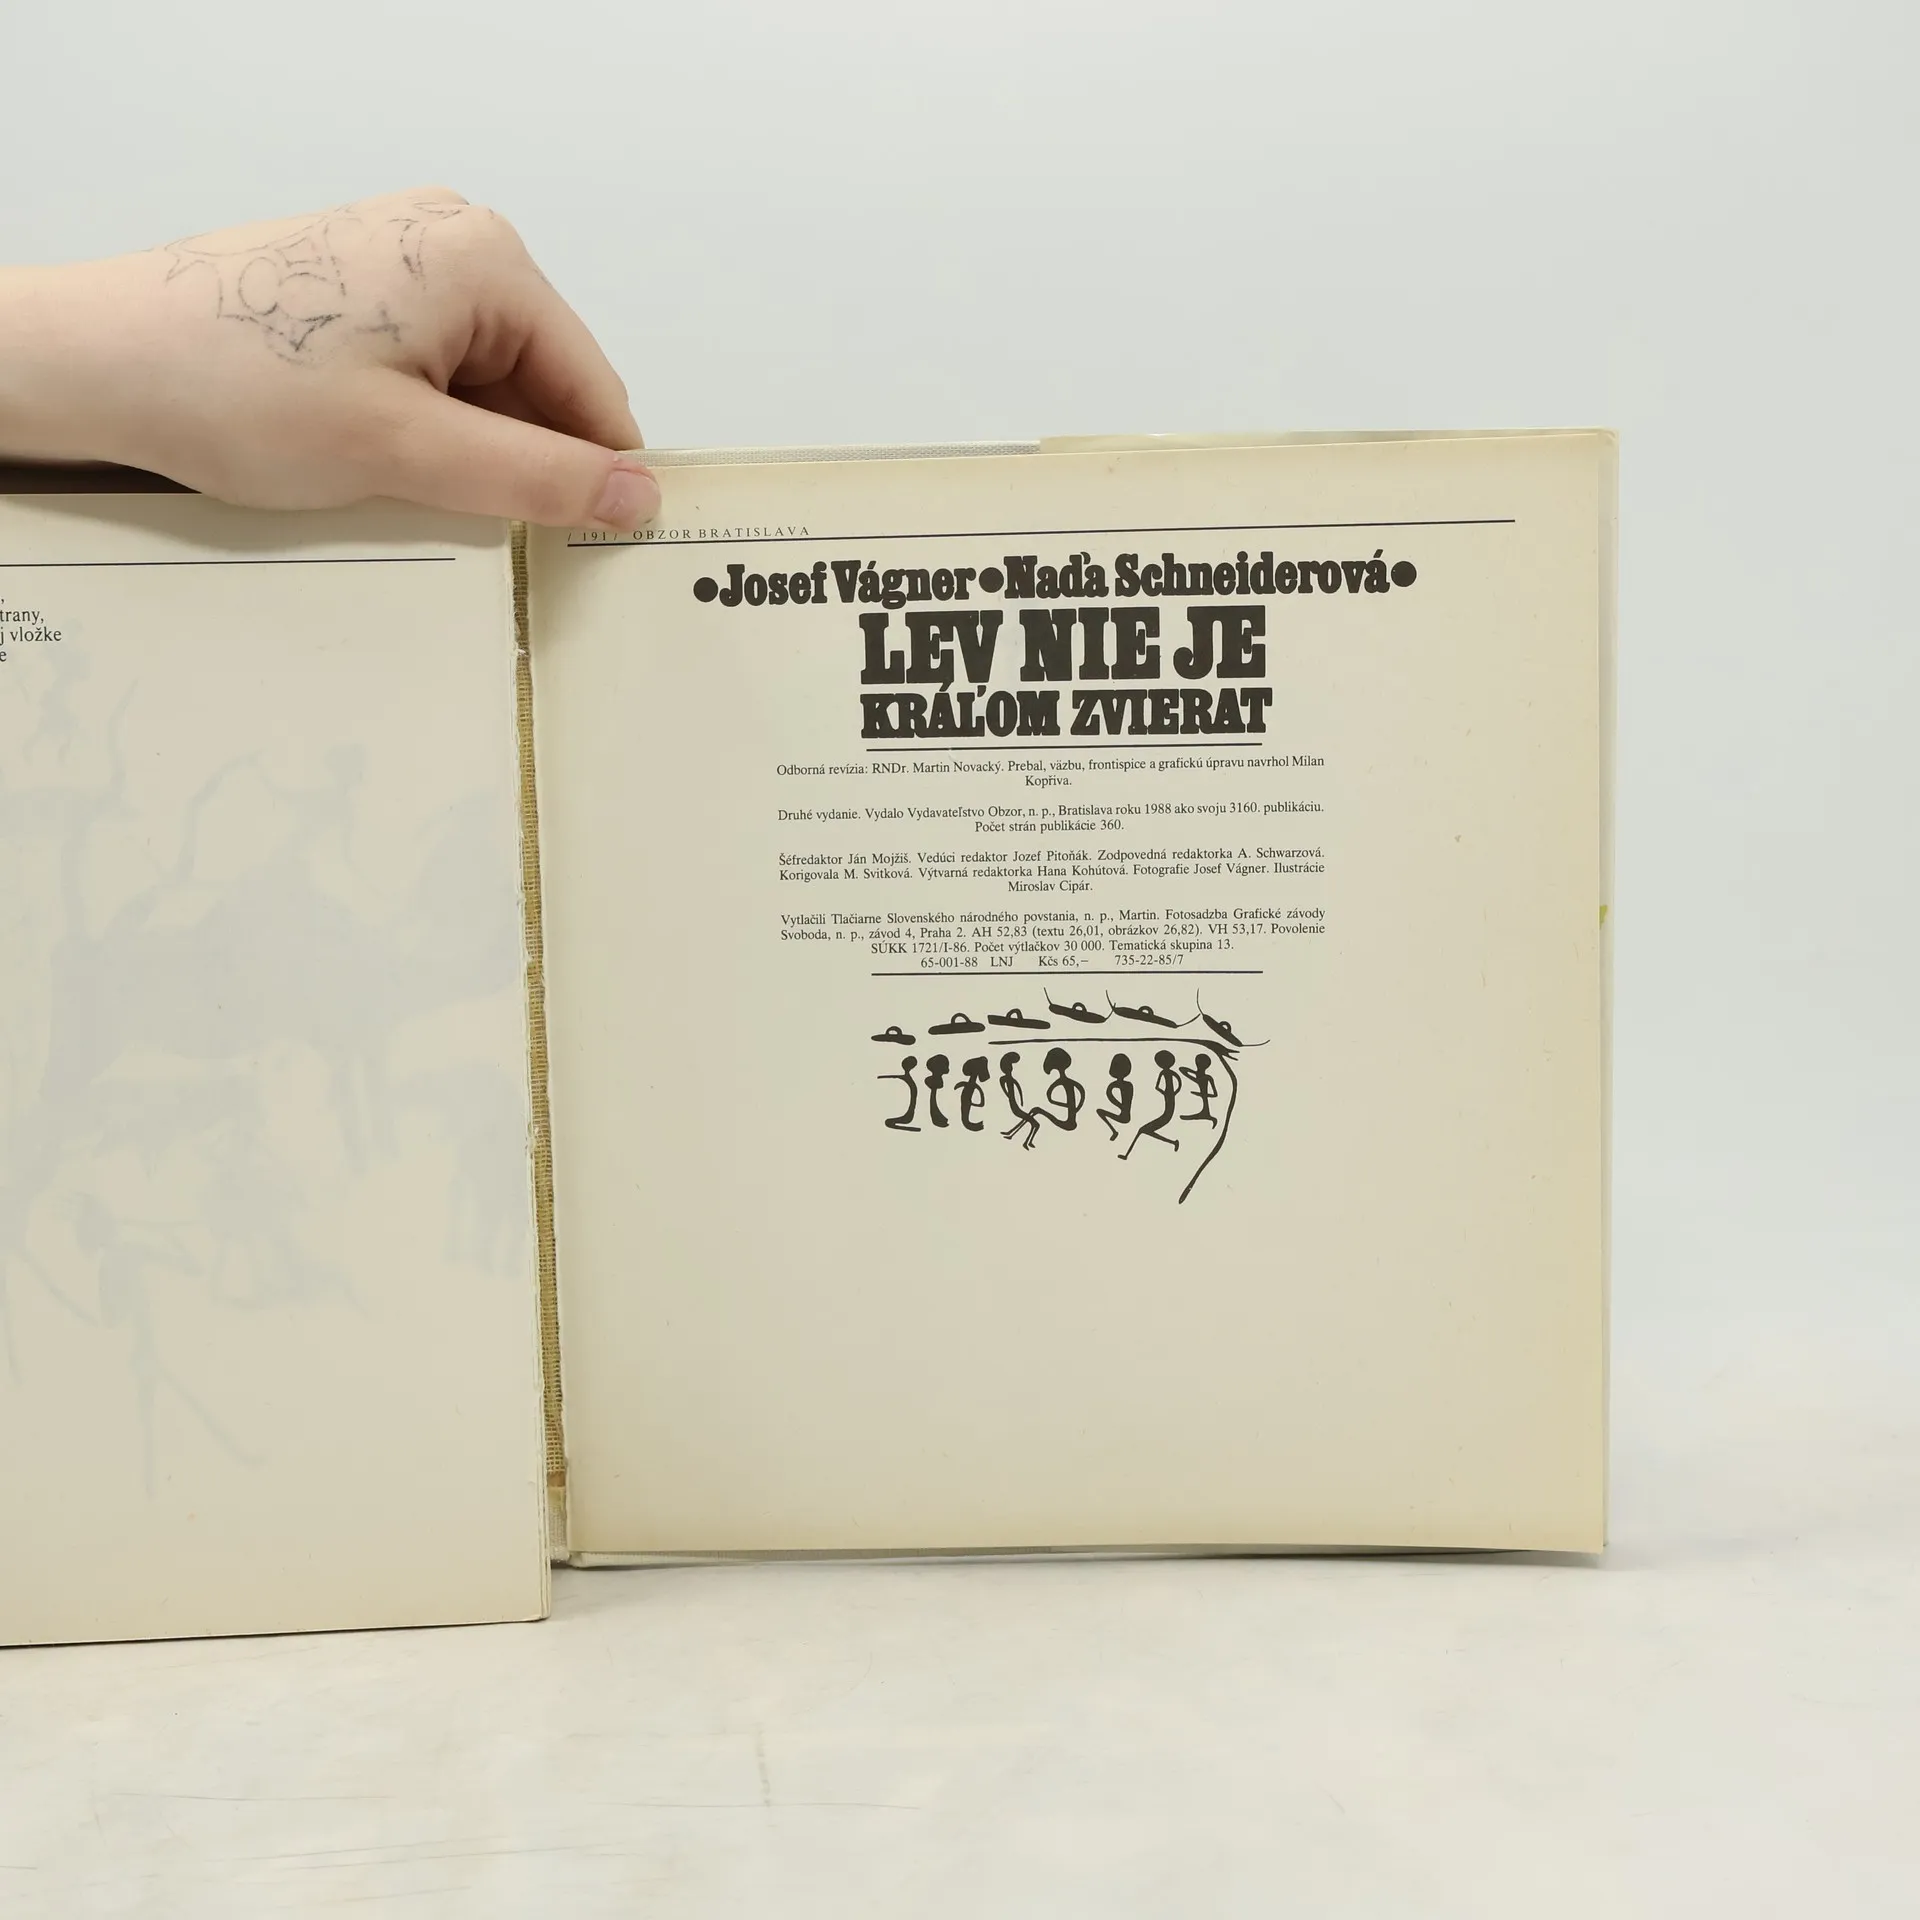 trany,
j vložke
e
/ 191 / OBZOR BRATISLAVA
●Josef Vágner●Naďa Schneiderová●
LEV NIE JE
KRÁĽOM ZVIERAT
Odborná revízia: RNDr. Martin Novacký. Prebal, väzbu, frontispice a grafickú úpravu navrhol Milan
Kopřiva.
Druhé vydanie. Vydalo Vydavateľstvo Obzor, n. p., Bratislava roku 1988 ako svoju 3160. publikáciu.
Počet strán publikácie 360.
Šéfredaktor Ján Mojžiš. Vedúci redaktor Jozef Pitoňák. Zodpovedná redaktorka A. Schwarzová.
Korigovala M. Svitková. Výtvarná redaktorka Hana Kohútová. Fotografie Josef Vágner. Ilustrácie
Miroslav Cipár.
Vytlačili Tlačiarne Slovenského národného povstania, n. p., Martin. Fotosadzba Grafické závody
Svoboda, n. p., závod 4, Praha 2. AH 52,83 (textu 26,01, obrázkov 26,82). VH 53,17. Povolenie
SÚKK 1721/I-86. Počet výtlačkov 30 000. Tematická skupina 13.
65-001-88 LNJ Kčs 65,– 735-22-85/7